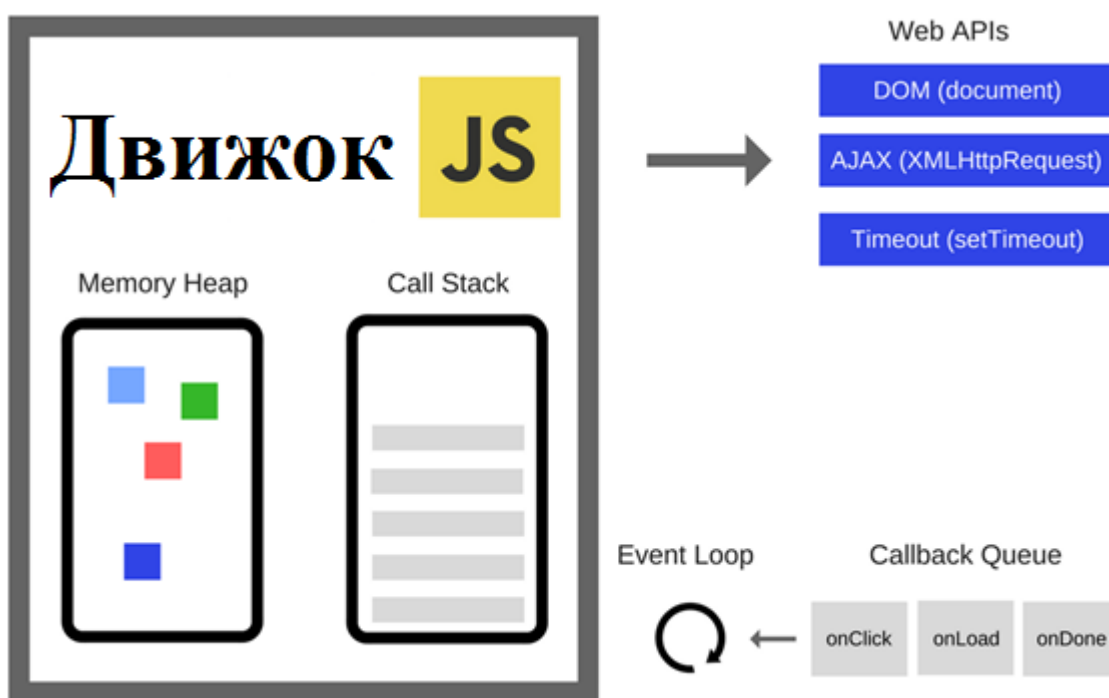 Движок JS
Memory Heap
Call Stack
Web APIs
DOM (document)
AJAX (XMLHttpRequest)
Timeout (setTimeout)
Event Loop
Callback Queue
onClick
onLoad
onDone